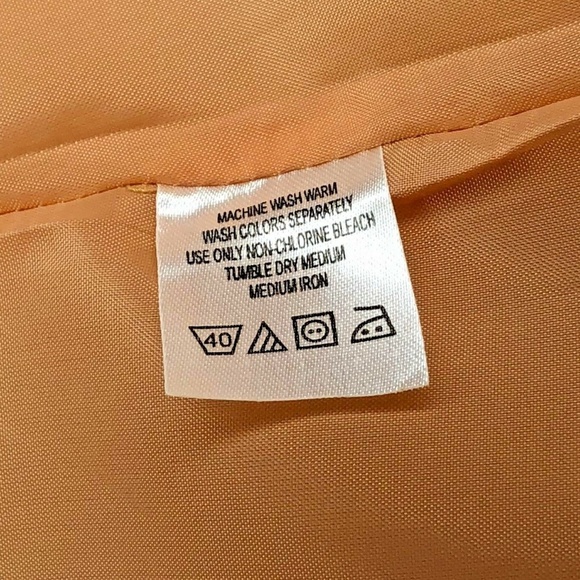 MACHINE WASH WARM
WASH COLORS SEPARATELY
USE ONLY NON-CHLORINE BLEACH
TUMBLE DRY MEDIUM
MEDIUM IRON
40